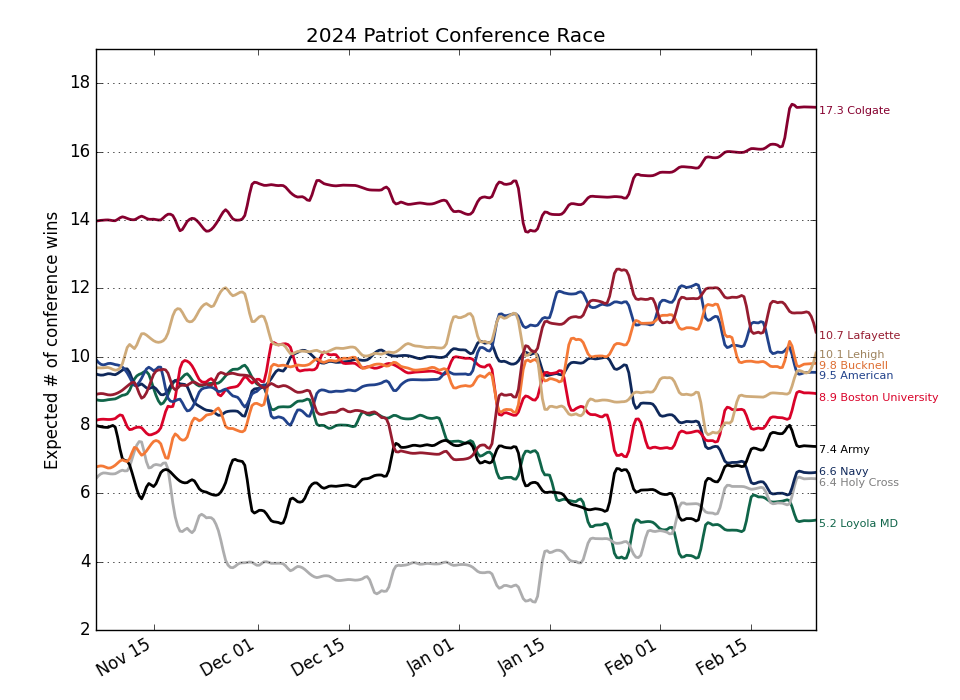 2024 Patriot Conference Race
Expected # of conference wins
18
16
14
12
10
8
6
4
2
Nov 15
Dec 01
Dec 15
Jan 01
Jan 15
Feb 01
Feb 15
17.3 Colgate
10.7 Lafayette
10.1 Lehigh
9.8 Bucknell
9.5 American
8.9 Boston University
7.4 Army
6.6 Navy
6.4 Holy Cross
5.2 Loyola MD